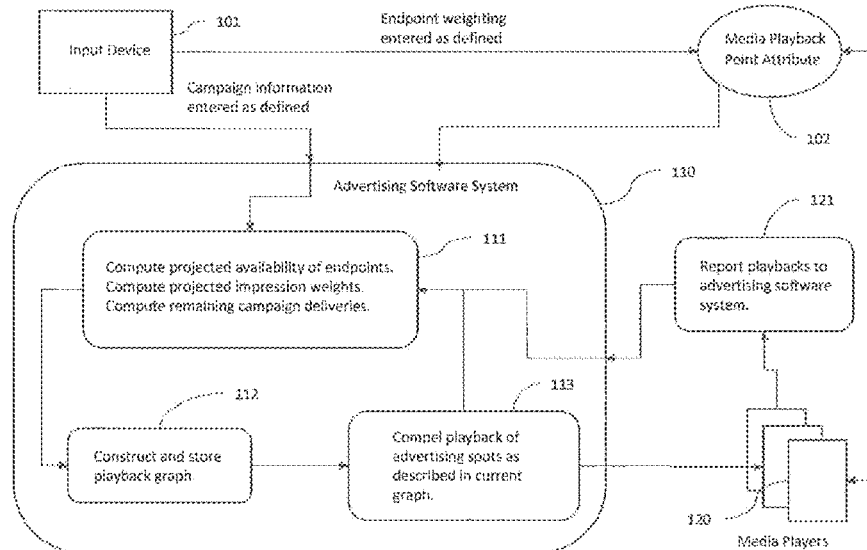 101
Input Device
Endpoint weighting
entered as defined
Media Playback
Point Attribute
Campaign information
entered as defined
102
Advertising Software System
110
121
111
Compute projected availability of endpoints.
Compute projected impression weights.
Compute remaining campaign deliveries.
Report playbacks to
advertising software
system.
112
113
Construct and store
playback graph
Compel playback of
advertising spots as
described in current
graph.
120
Media Players